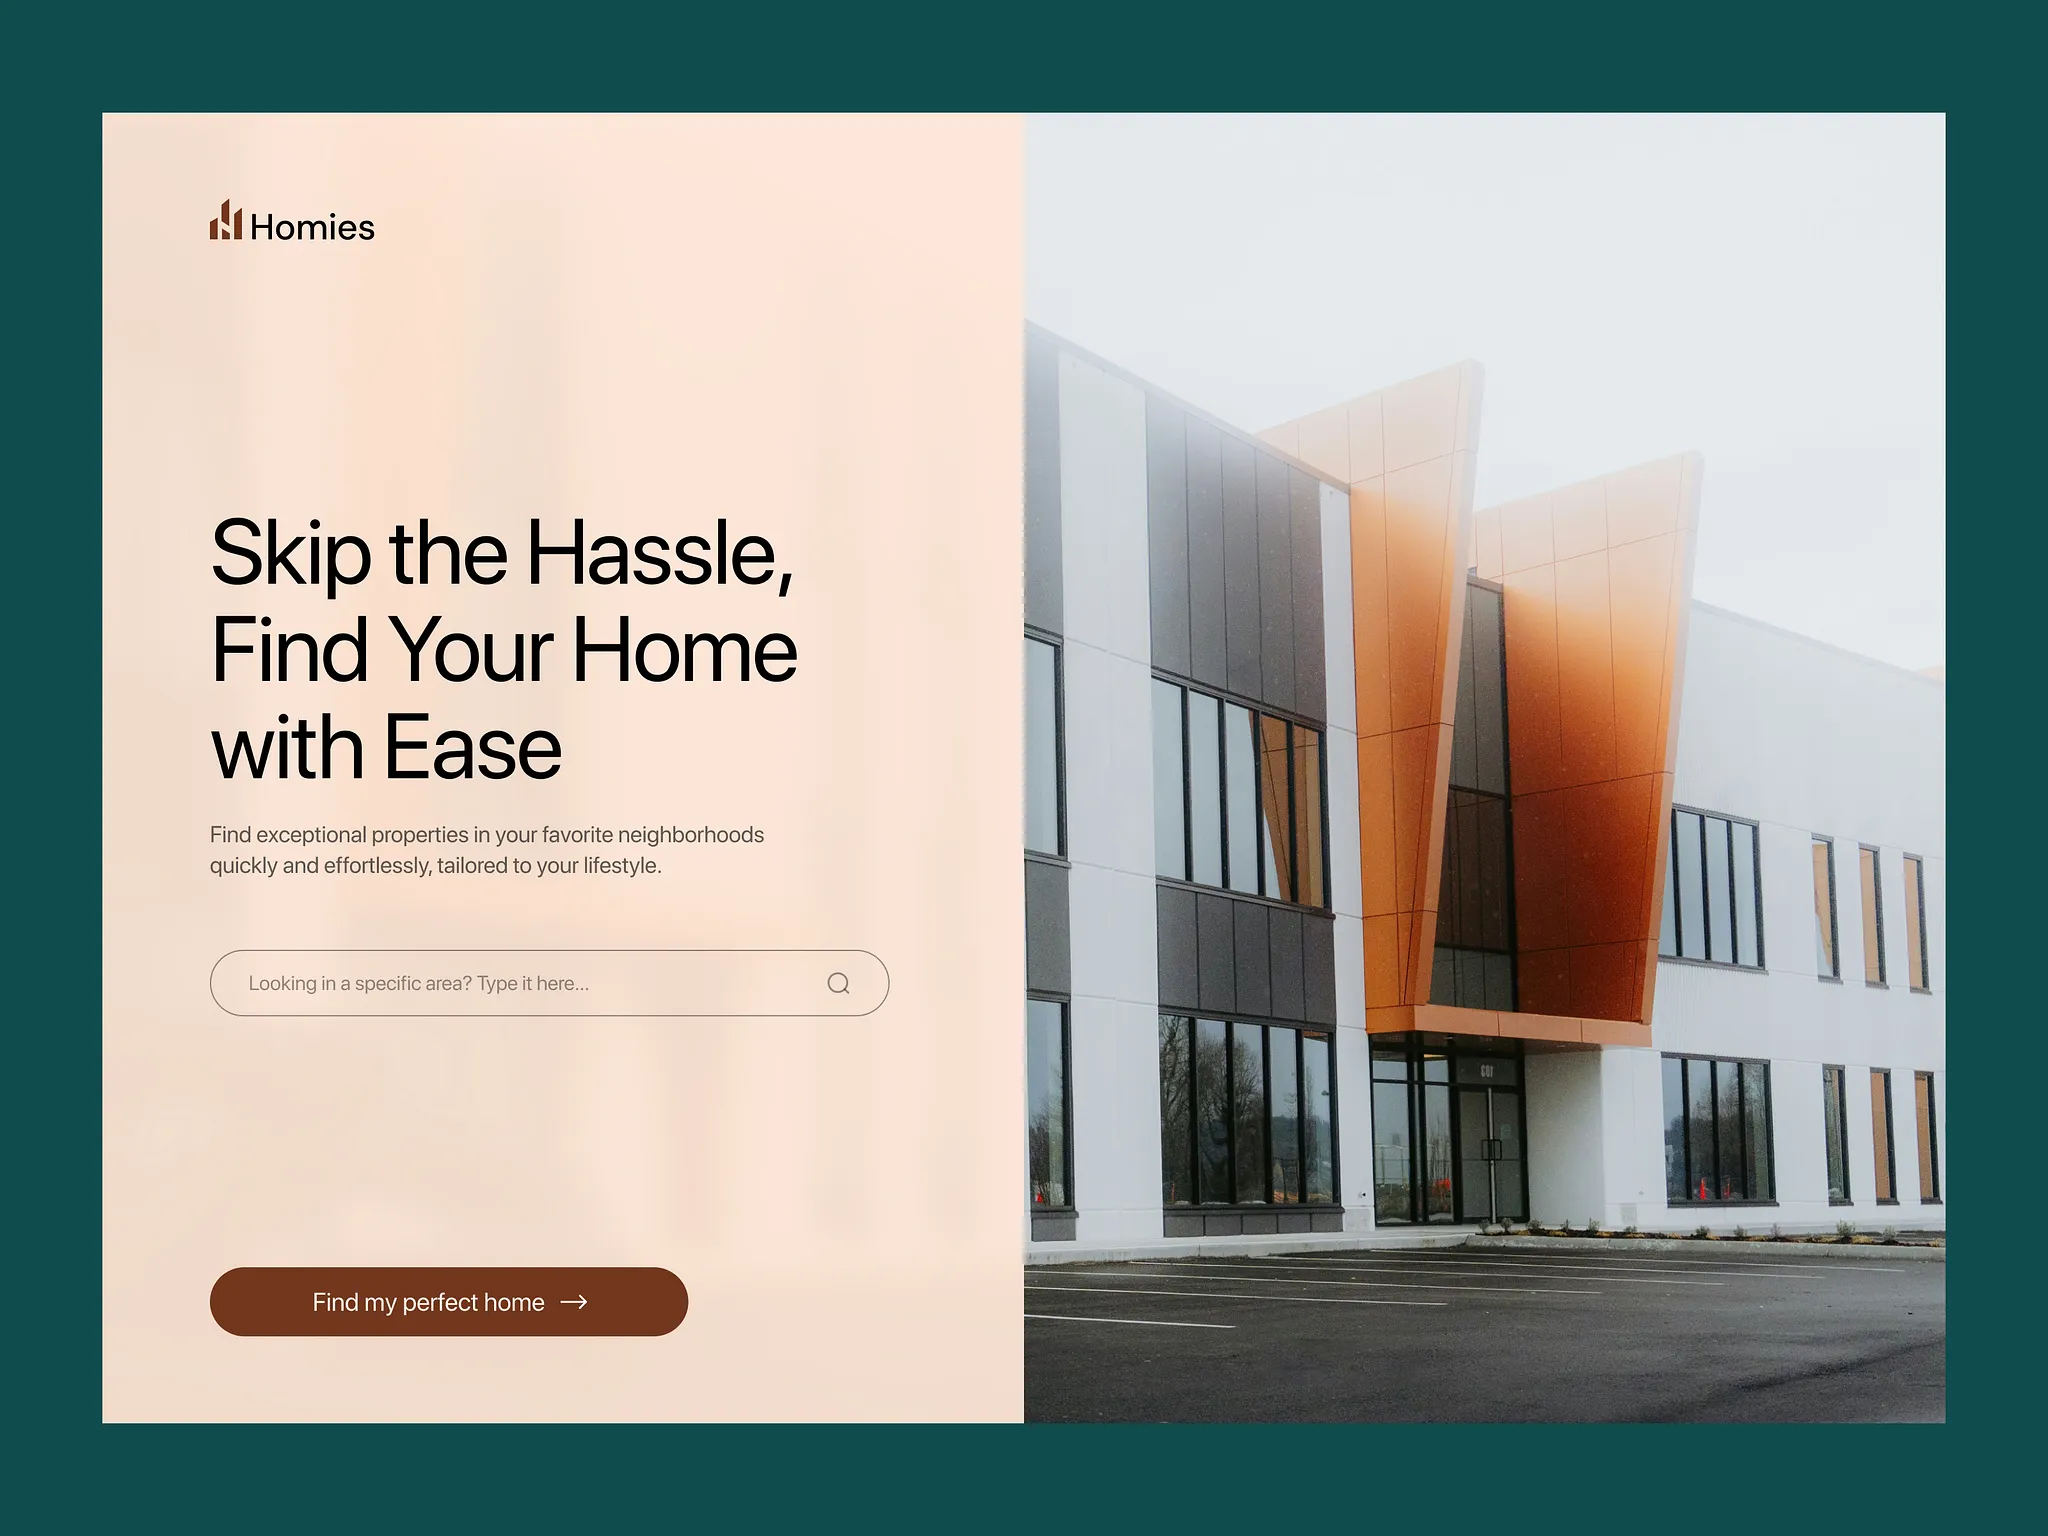 Homies
Skip the Hassle,
Find Your Home
with Ease
Find exceptional properties in your favorite neighborhoods
quickly and effortlessly, tailored to your lifestyle.
Looking in a specific area? Type it here...
Find my perfect home